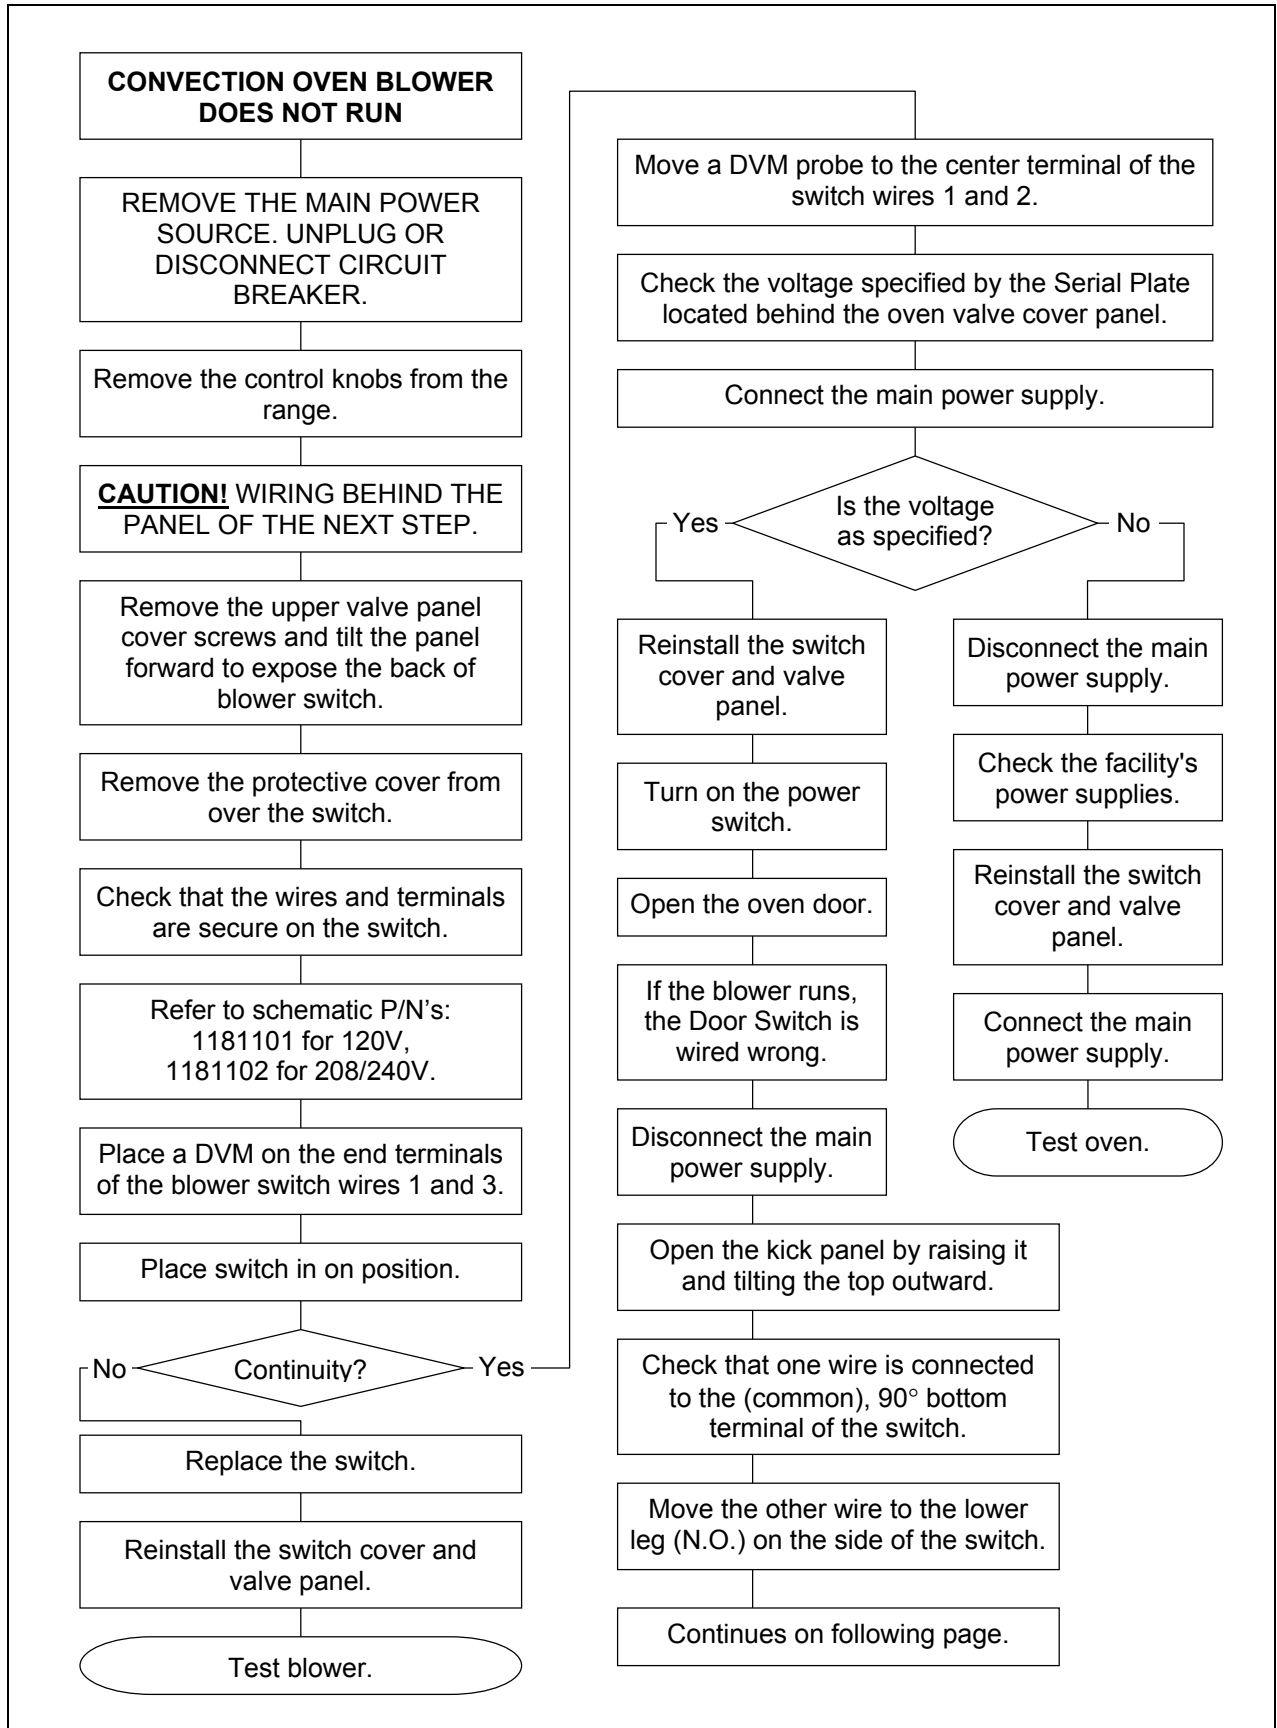 CONVECTION OVEN BLOWER
DOES NOT RUN
REMOVE THE MAIN POWER
SOURCE. UNPLUG OR
DISCONNECT CIRCUIT
BREAKER.
Remove the control knobs from the
range.
CAUTION! WIRING BEHIND THE
PANEL OF THE NEXT STEP.
Remove the upper valve panel
cover screws and tilt the panel
forward to expose the back of
blower switch.
Remove the protective cover from
over the switch.
Check that the wires and terminals
are secure on the switch.
Refer to schematic P/N’s:
1181101 for 120V,
1181102 for 208/240V.
Place a DVM on the end terminals
of the blower switch wires 1 and 3.
Place switch in on position.
No
Continuity?
Yes
Replace the switch.
Reinstall the switch cover and
valve panel.
Test blower.
Move a DVM probe to the center terminal of the
switch wires 1 and 2.
Check the voltage specified by the Serial Plate
located behind the oven valve cover panel.
Connect the main power supply.
Is the voltage
as specified?
Yes
No
Reinstall the switch
cover and valve
panel.
Turn on the power
switch.
Open the oven door.
If the blower runs,
the Door Switch is
wired wrong.
Disconnect the main
power supply.
Open the kick panel by raising it
and tilting the top outward.
Check that one wire is connected
to the (common), 90° bottom
terminal of the switch.
Move the other wire to the lower
leg (N.O.) on the side of the switch.
Continues on following page.
Disconnect the main
power supply.
Check the facility's
power supplies.
Reinstall the switch
cover and valve
panel.
Connect the main
power supply.
Test oven.